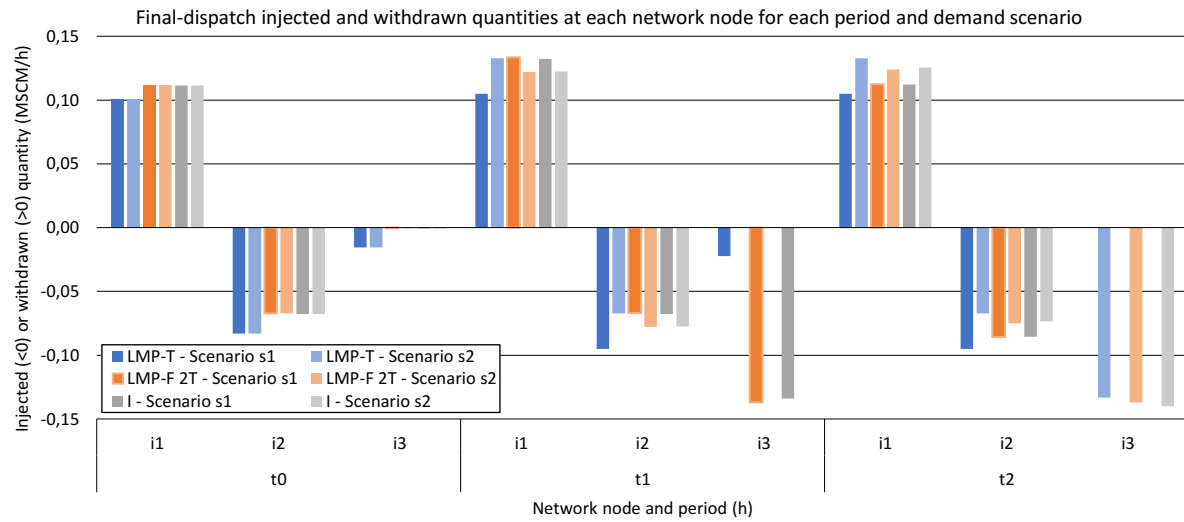 Final-dispatch injected and withdrawn quantities at each network node for each period and demand scenario
Injected (<0) or withdrawn (>0) quantity (MSCM/h)
0,15
0,10
0,05
0,00
-0,05
-0,10
-0,15
LMP-T - Scenario s1 LMP-T - Scenario s2
LMP-F 2T - Scenario s1 LMP-F 2T - Scenario s2
I - Scenario s1 I - Scenario s2
i1 i2 i3 i1 i2 i3 i1 i2 i3
t0 t1 t2
Network node and period (h)